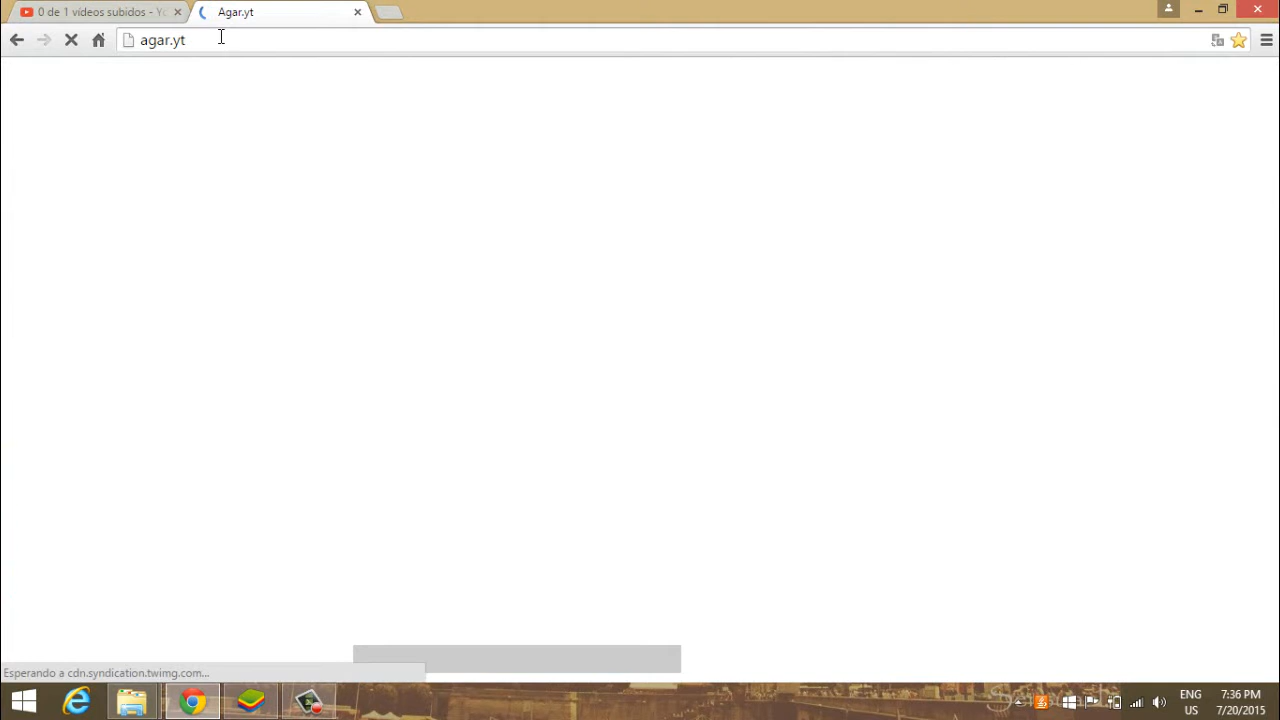 0 de 1 vídeos subidos - Yo
Agar.yt
agar.yt
Esperando a cdn.syndication.twimg.com...
ENG
US
7:36 PM
7/20/2015